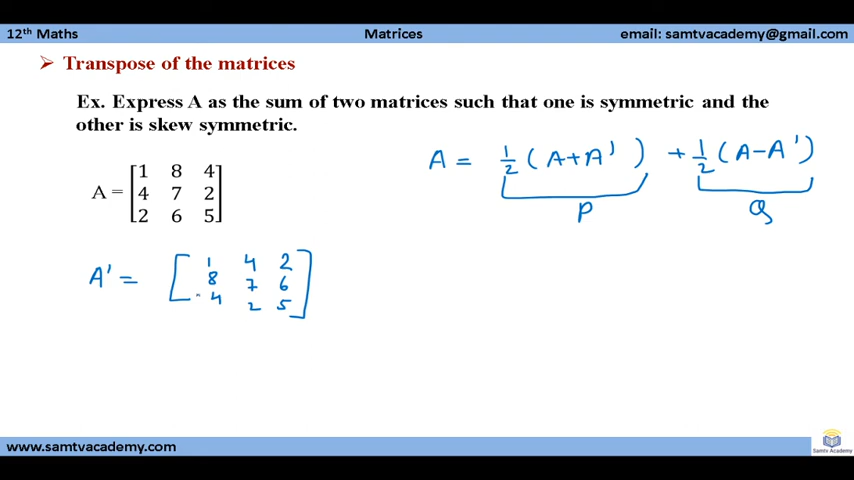 12th Maths Matrices email: samtvacademy@gmail.com
➢ Transpose of the matrices
Ex. Express A as the sum of two matrices such that one is symmetric and the
other is skew symmetric.
A = 1/2 (A+A') + 1/2 (A-A')
P Q
1 8 4
A = 4 7 2
2 6 5
1 4 2
A' = 8 7 6
4 2 5
www.samtvacademy.com
Samtv Academy